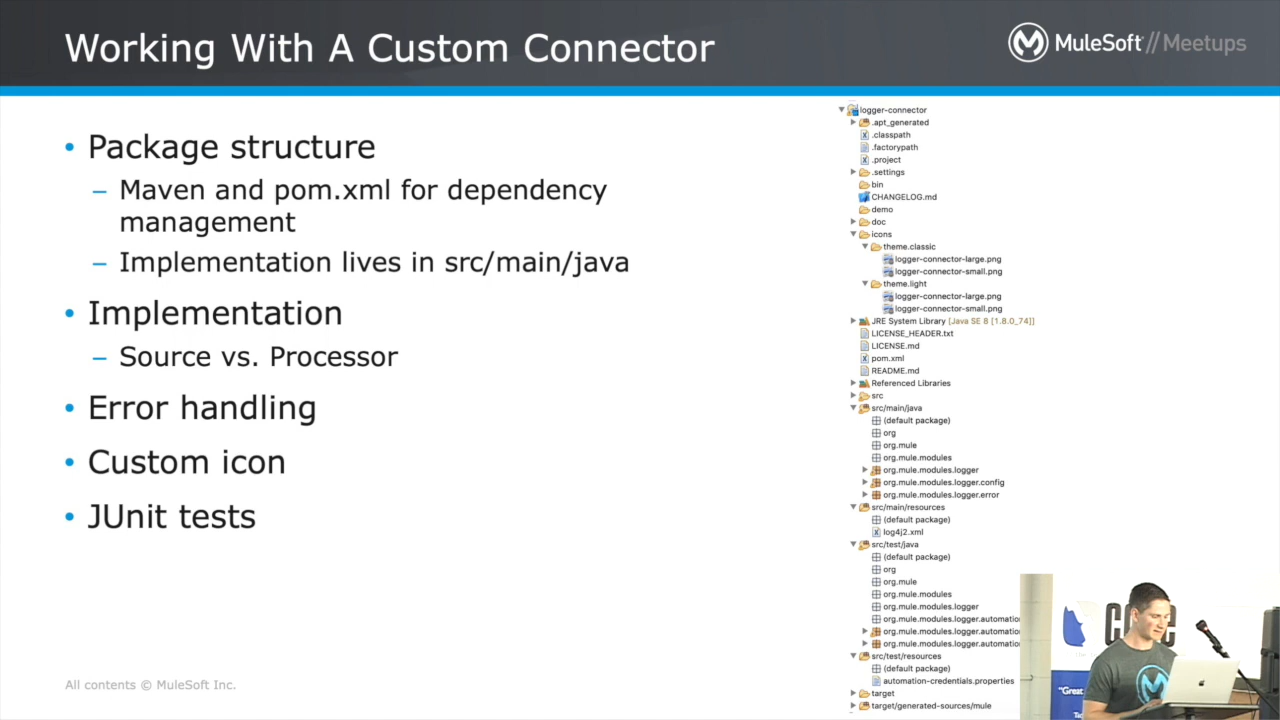 Working With A Custom Connector
MuleSoft // Meetups
• Package structure
– Maven and pom.xml for dependency
management
– Implementation lives in src/main/java
• Implementation
– Source vs. Processor
• Error handling
• Custom icon
• JUnit tests
All contents © MuleSoft Inc.
logger-connector
.apt_generated
.classpath
.factorypath
.project
.settings
bin
CHANGELOG.md
demo
doc
icons
theme.classic
logger-connector-large.png
logger-connector-small.png
theme.light
logger-connector-large.png
logger-connector-small.png
JRE System Library [Java SE 8 [1.8.0_74]]
LICENSE_HEADER.txt
LICENSE.md
pom.xml
README.md
Referenced Libraries
src
src/main/java
(default package)
org
org.mule
org.mule.modules
org.mule.modules.logger
org.mule.modules.logger.config
org.mule.modules.logger.error
src/main/resources
(default package)
log4j2.xml
src/test/java
(default package)
org
org.mule
org.mule.modules
org.mule.modules.logger
org.mule.modules.logger.automatio
org.mule.modules.logger.automatio
org.mule.modules.logger.automatio
src/test/resources
(default package)
automation-credentials.properties
target
target/generated-sources/mule
"Great